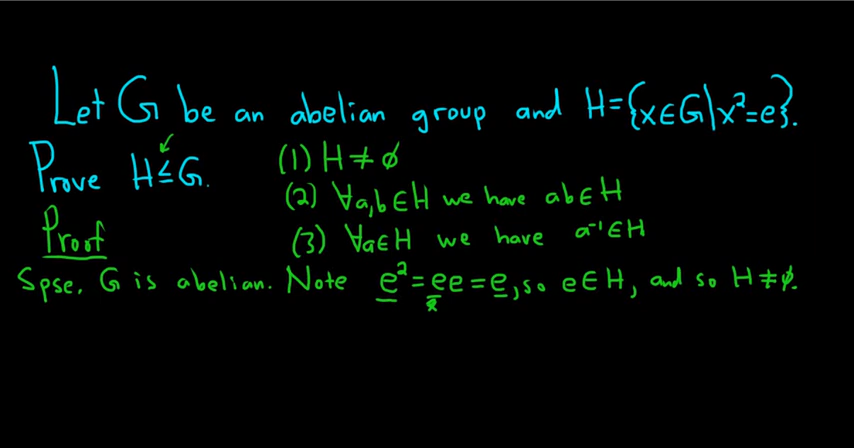 Let G be an abelian group and H={x∈G|x²=e}.
Prove H≤G. (1) H≠∅
(2) ∀a,b∈H we have ab∈H
Proof (3) ∀a∈H we have a⁻¹∈H
Spse. G is abelian. Note e²=ee=e, so e∈H, and so H≠∅.